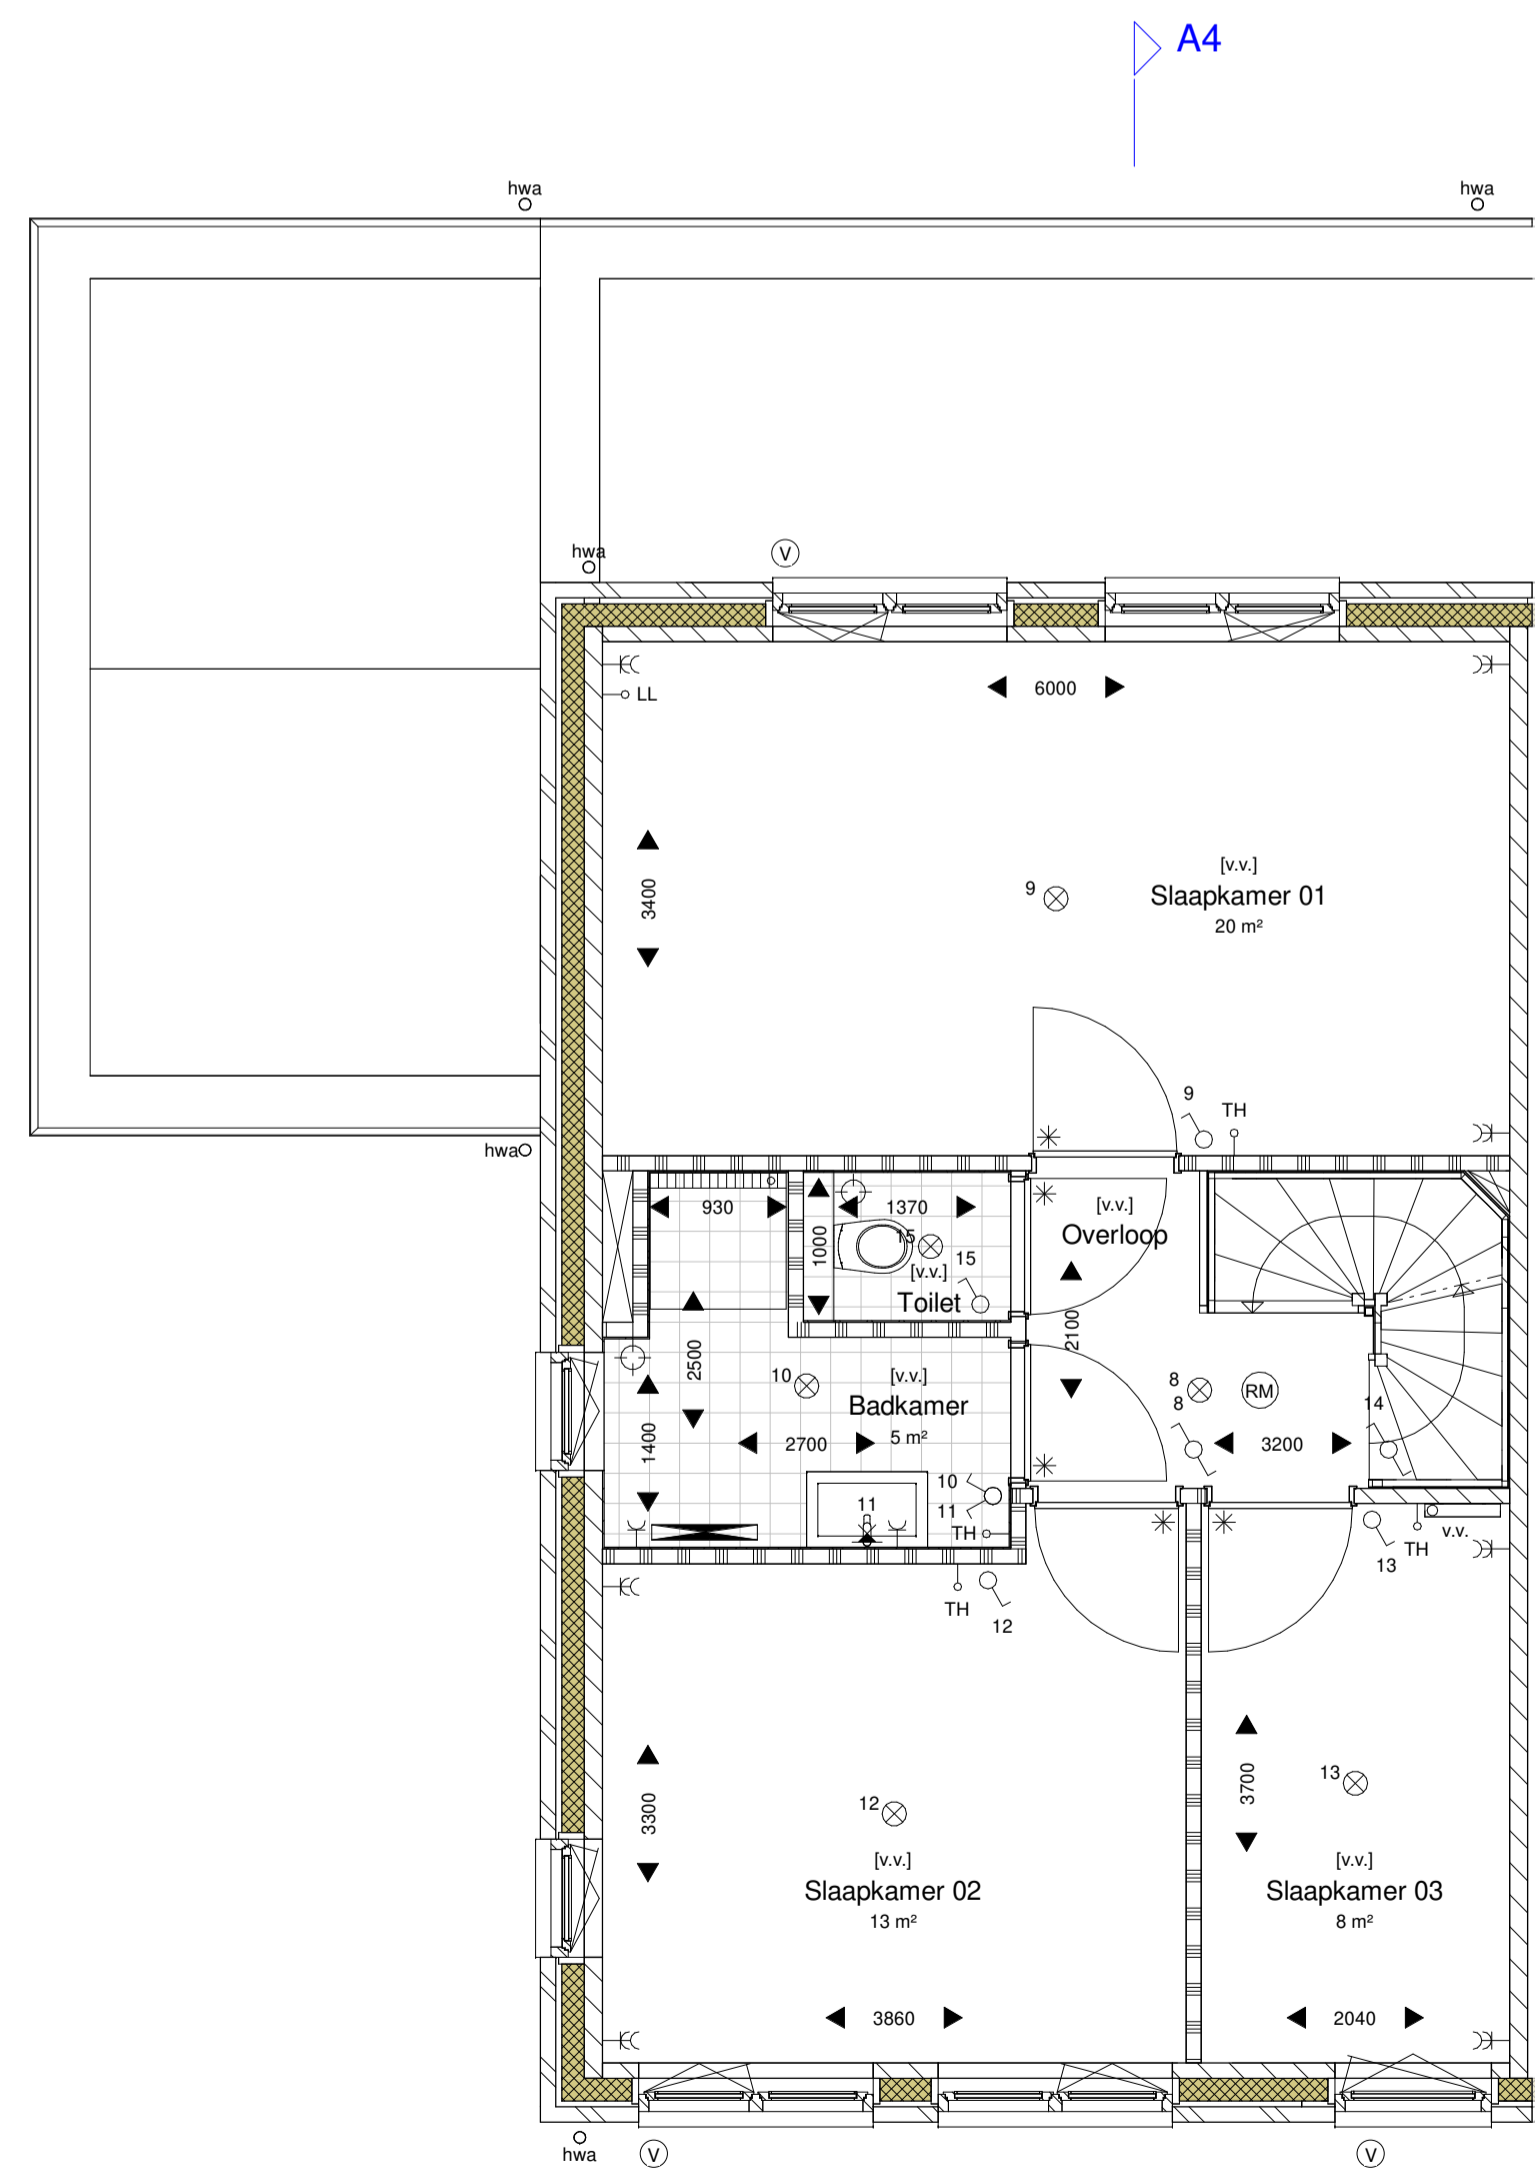 A4
hwa
hwa
hwa
V
6000
LL
3400
[v.v.]
9
Slaapkamer 01
20 m²
9
TH
hwa
930
1370
[v.v.]
Overloop
1000
15
15
[v.v.]
Toilet
2100
2500
10
[v.v.]
Badkamer
5 m²
8
8
RM
14
1400
2700
3200
10
11
11
TH
v.v.
TH
13
TH
12
3700
13
3300
12
[v.v.]
Slaapkamer 02
13 m²
[v.v.]
Slaapkamer 03
8 m²
3860
2040
hwa
V
V